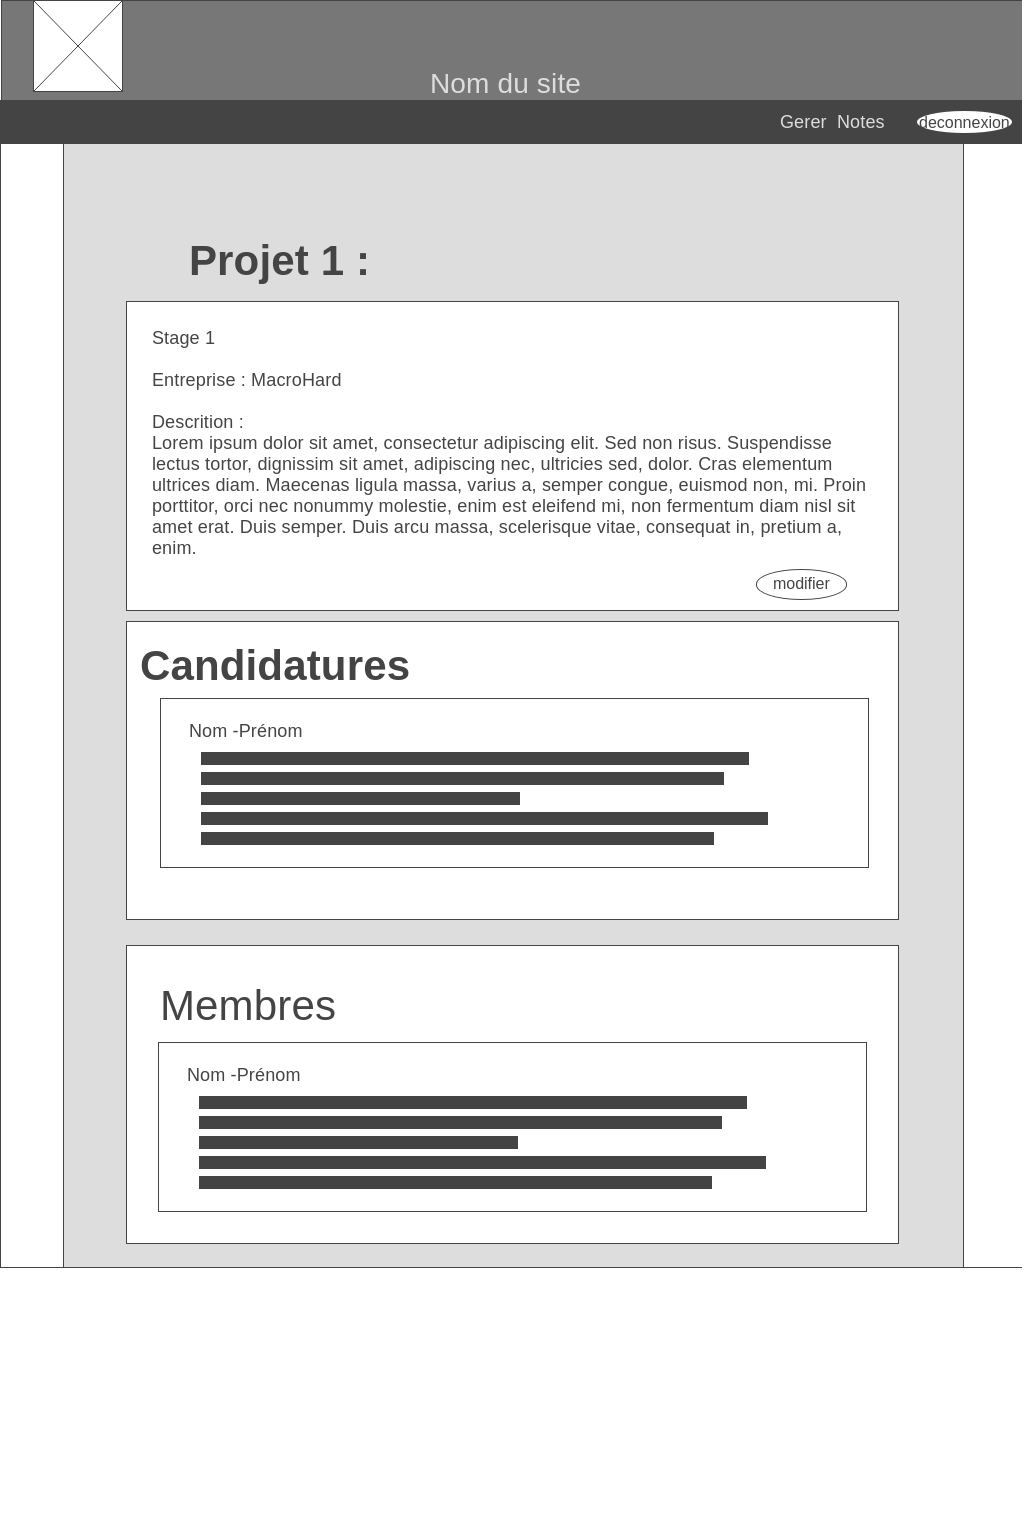 Nom du site
Gerer  Notes
deconnexion
Projet 1 :
Stage 1
Entreprise : MacroHard
Descrition :
Lorem ipsum dolor sit amet, consectetur adipiscing elit. Sed non risus. Suspendisse
lectus tortor, dignissim sit amet, adipiscing nec, ultricies sed, dolor. Cras elementum
ultrices diam. Maecenas ligula massa, varius a, semper congue, euismod non, mi. Proin
porttitor, orci nec nonummy molestie, enim est eleifend mi, non fermentum diam nisl sit
amet erat. Duis semper. Duis arcu massa, scelerisque vitae, consequat in, pretium a,
enim.
modifier
Candidatures
Nom -Prénom
Membres
Nom -Prénom